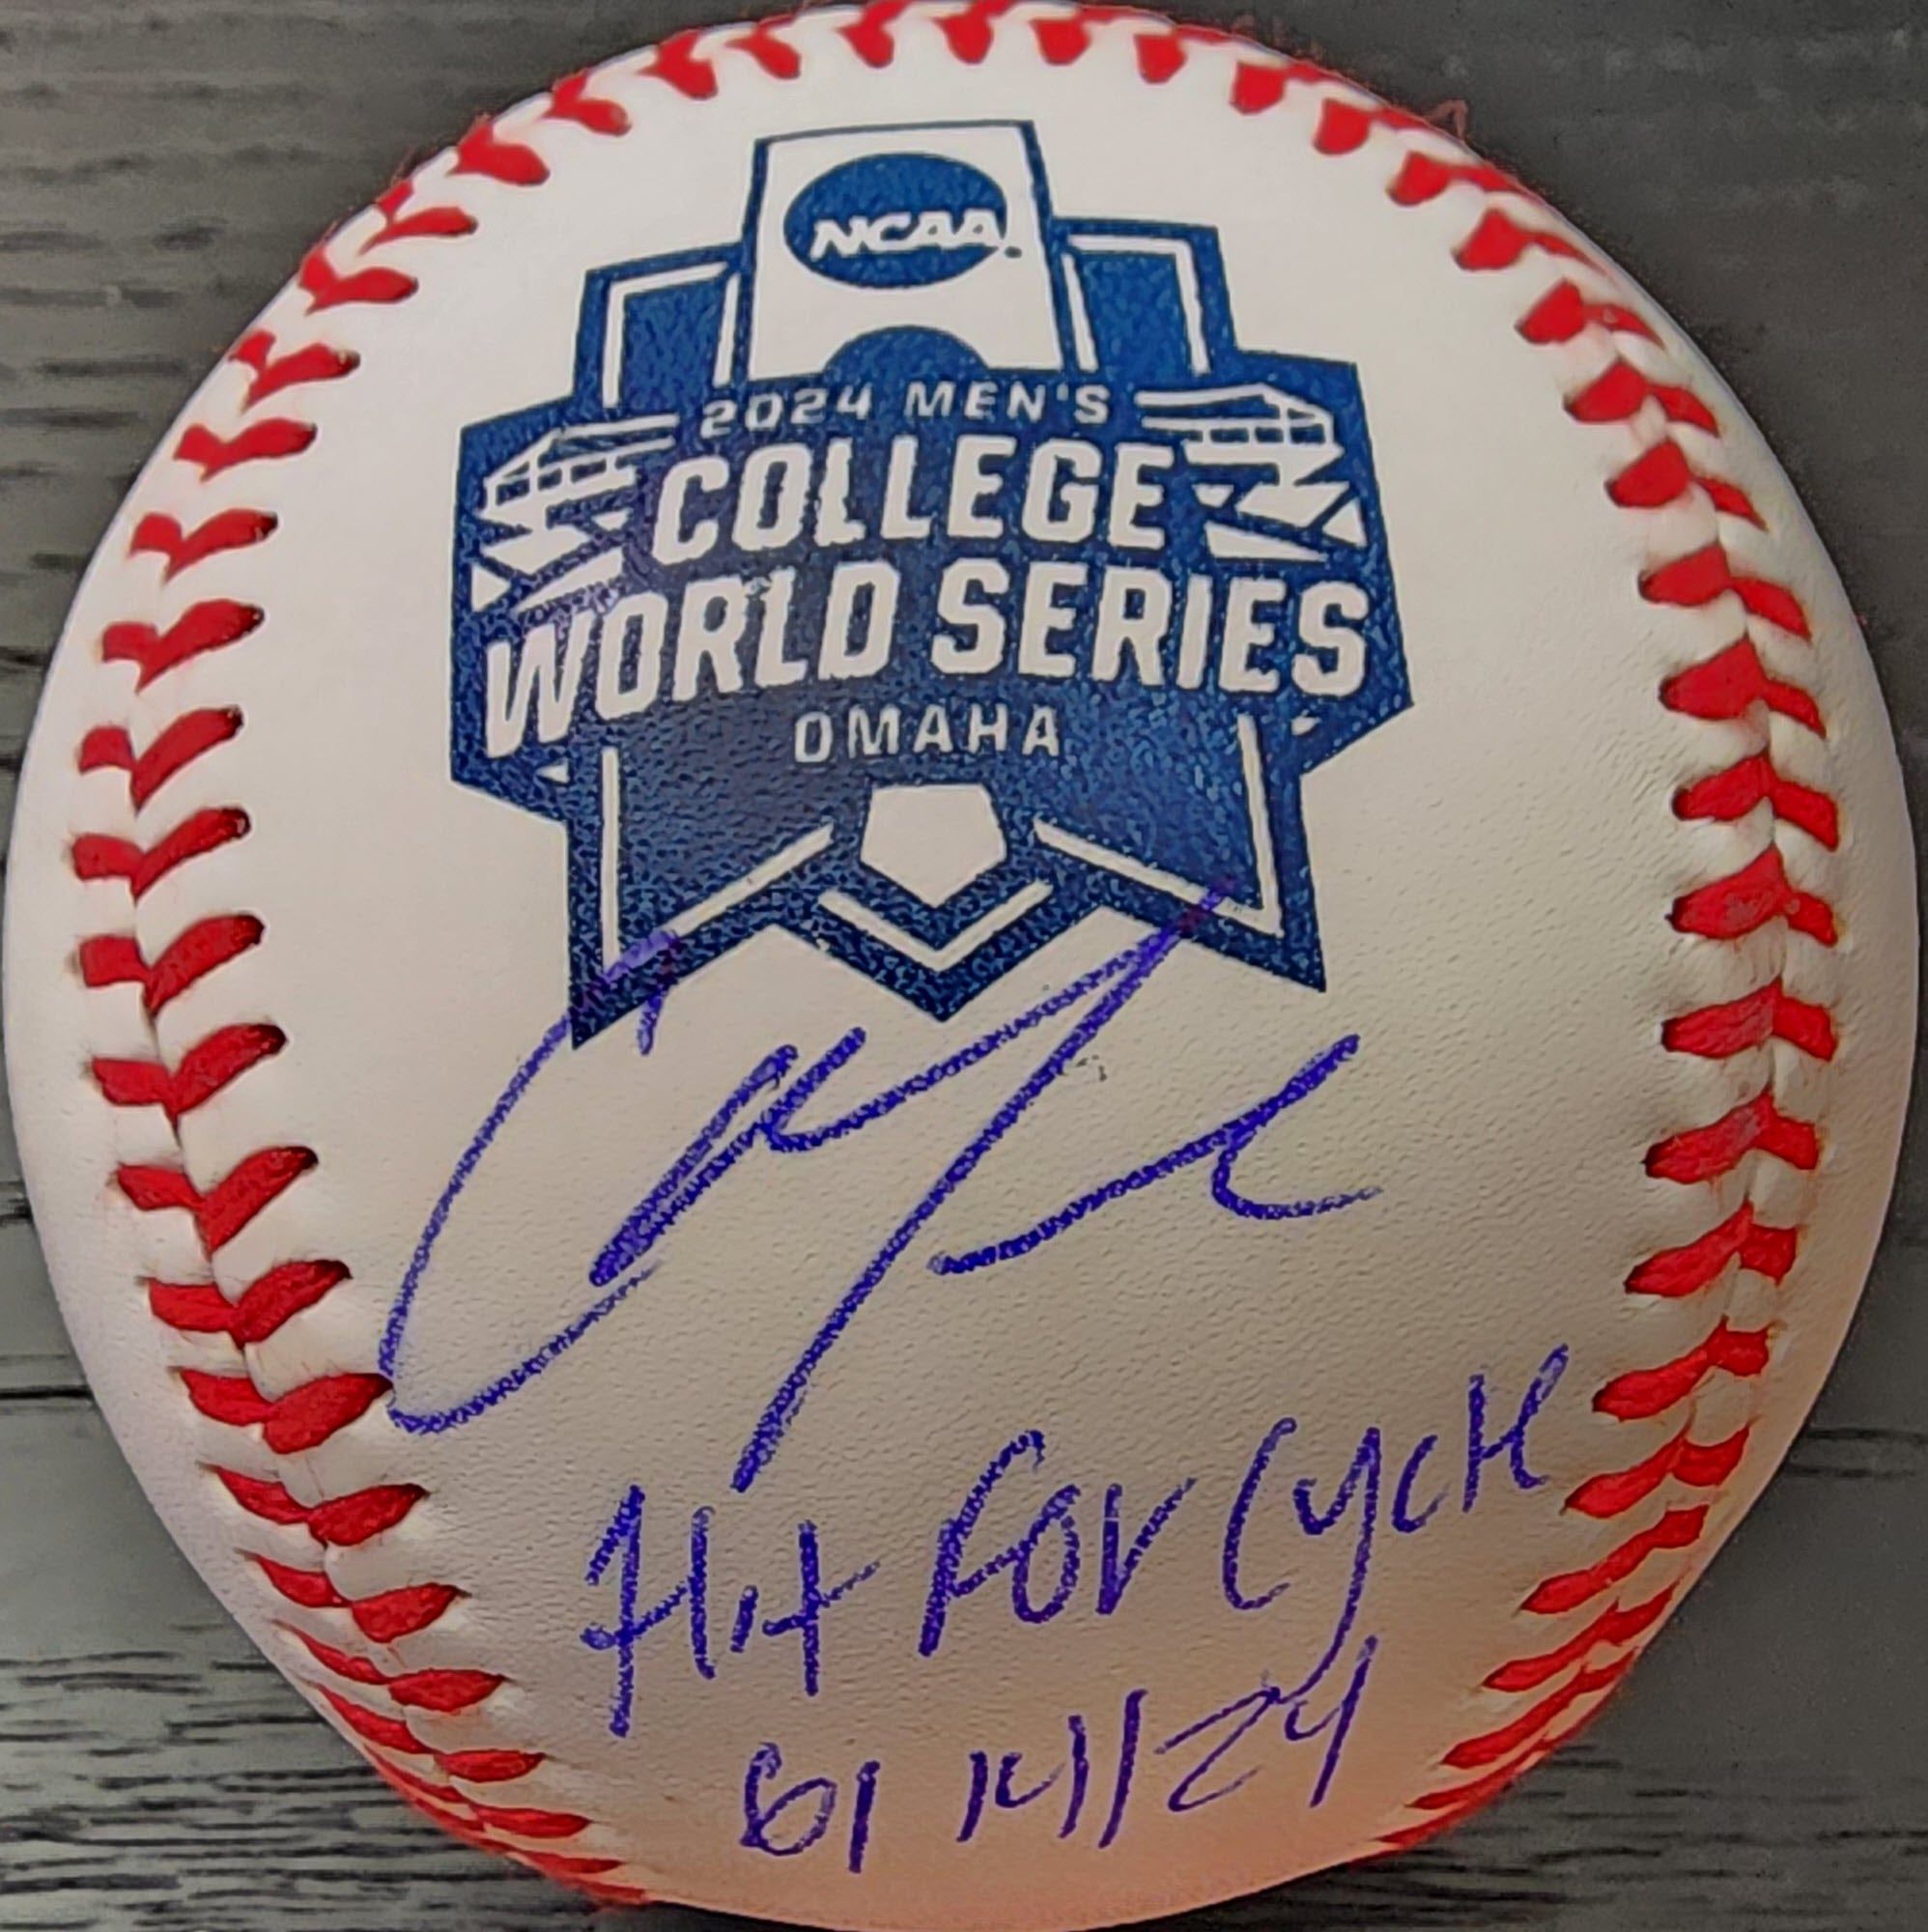 NCAA.
2024 MEN'S
COLLEGE
WORLD SERIES
OMAHA
Hit For Cycle
6/14/24